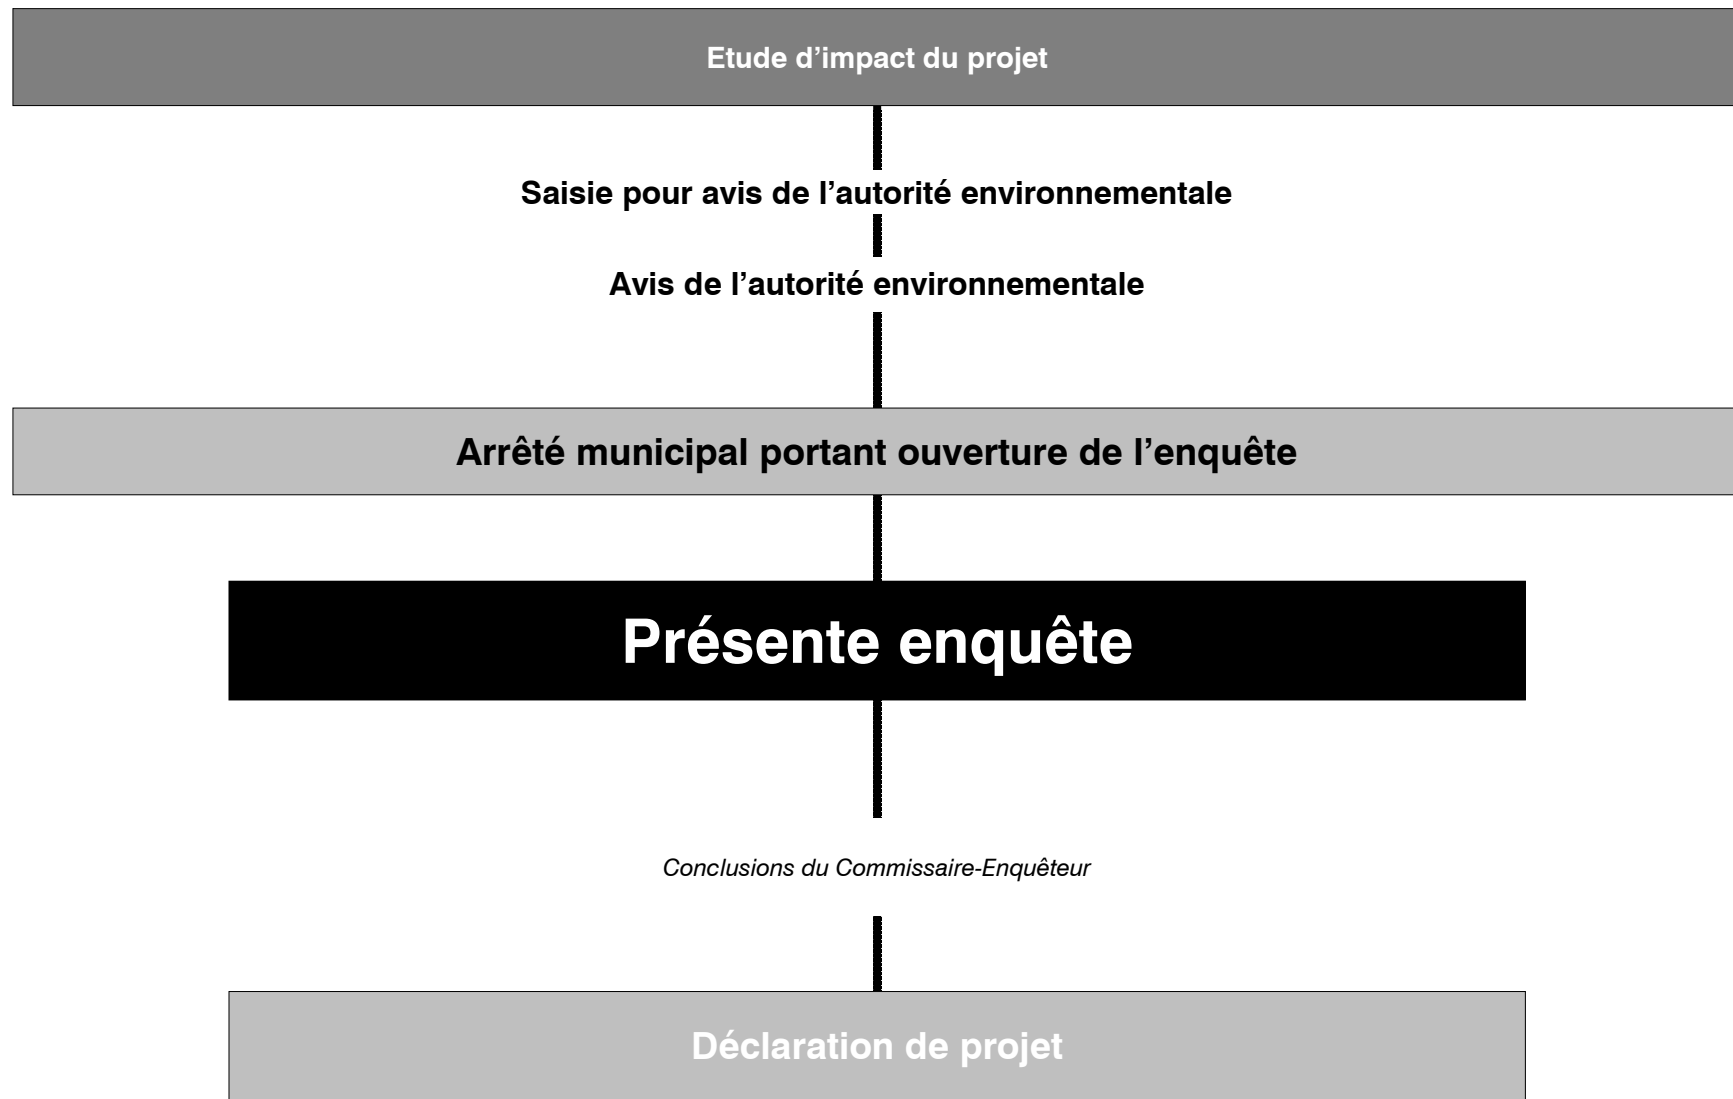 Etude d’impact du projet
Saisie pour avis de l’autorité environnementale
Avis de l’autorité environnementale
Arrêté municipal portant ouverture de l’enquête
Présente enquête
Conclusions du Commissaire-Enquêteur
Déclaration de projet